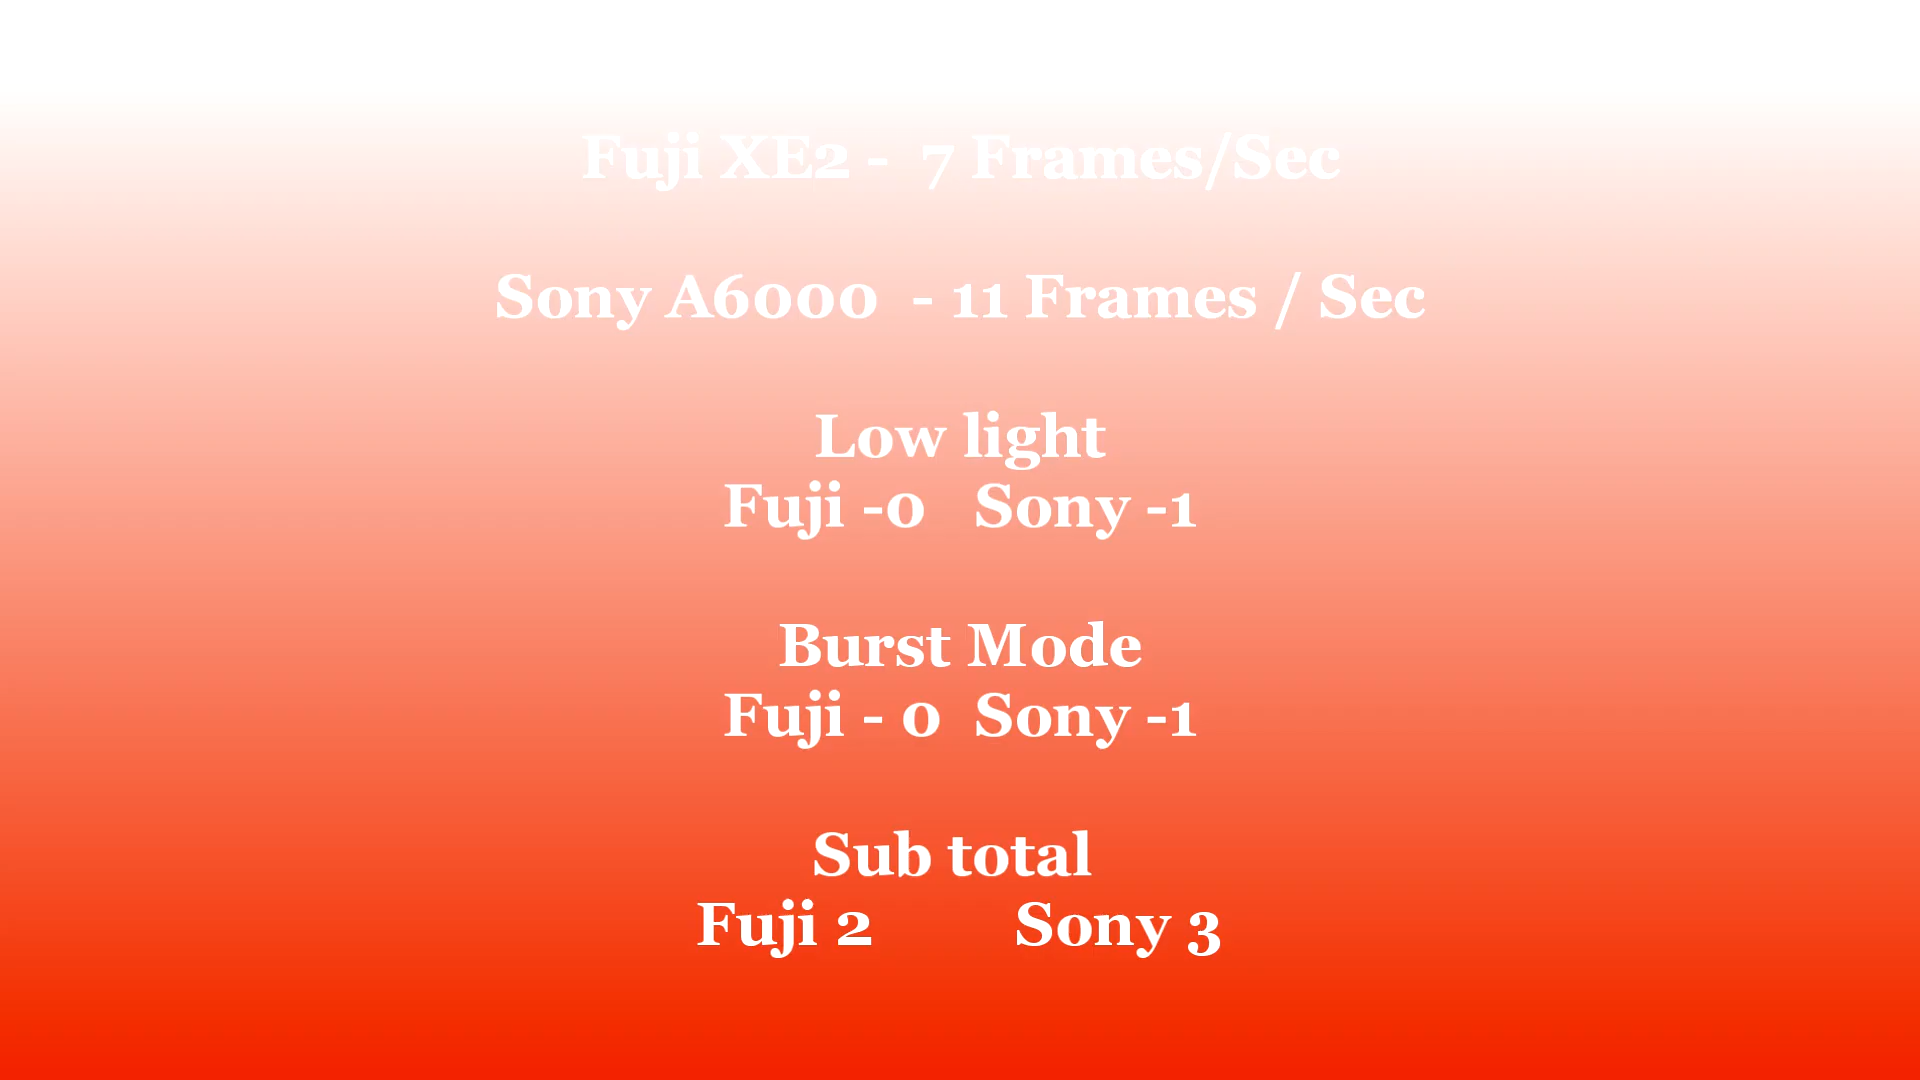 Fuji XE2 -  7 Frames/Sec
Sony A6000  - 11 Frames / Sec
Low light
Fuji -0   Sony -1
Burst Mode
Fuji - 0  Sony -1
Sub total
Fuji 2        Sony 3